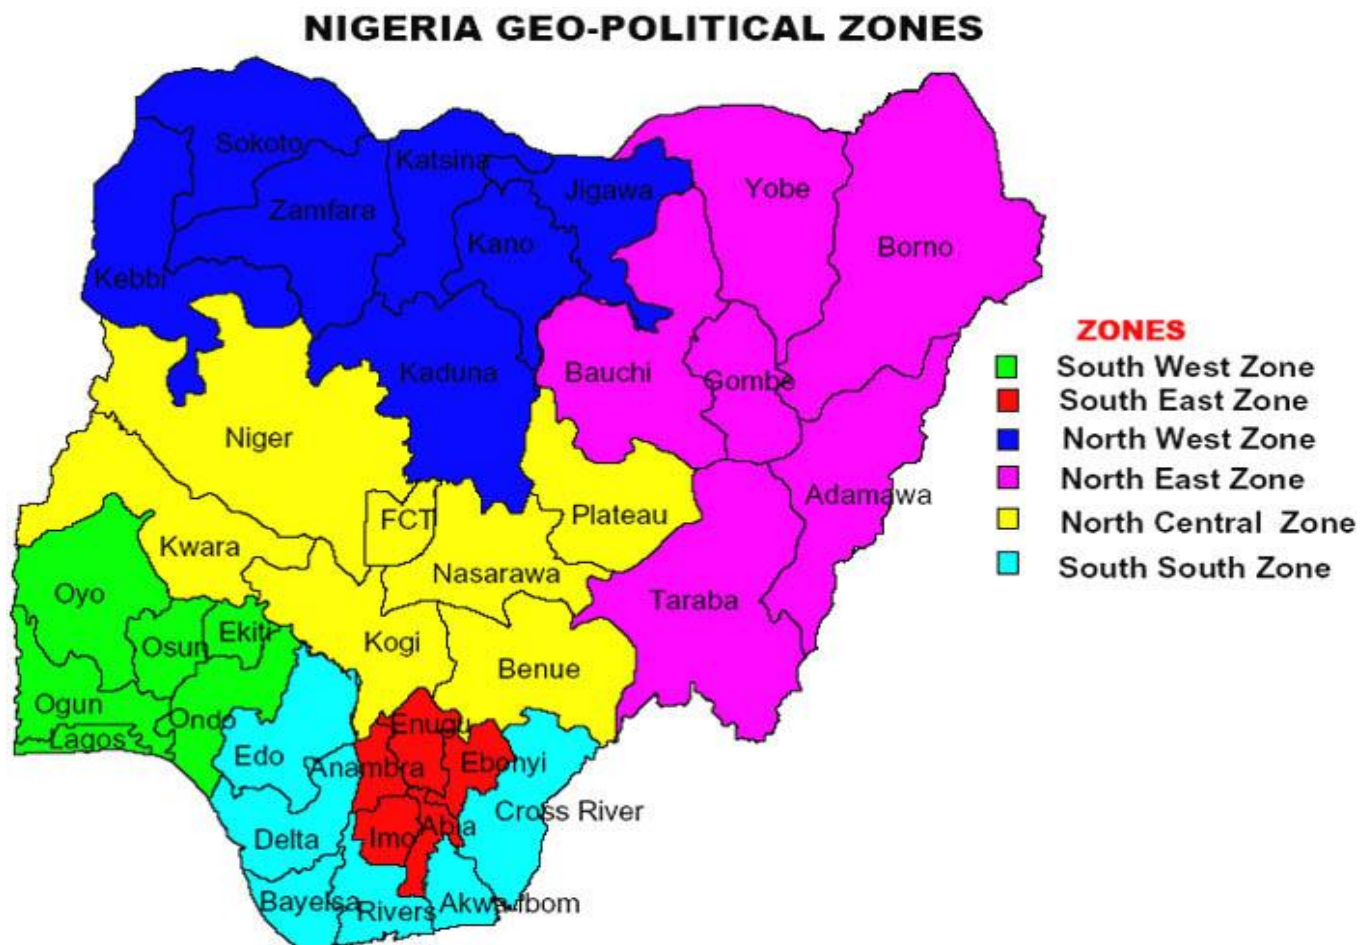 NIGERIA GEO-POLITICAL ZONES
Sokoto
Katsina
Jigawa
Yobe
Zamfara
Kano
Borno
Kebbi
Kaduna
Bauchi
Gombe
Niger
Adamawa
FCT
Plateau
Kwara
Nasarawa
Oyo
Taraba
Osun
Ekiti
Kogi
Benue
Ogun
Ondo
Lagos
Enugu
Edo
Anambra
Ebonyi
Cross River
Delta
Imo
Abia
Bayelsa
Rivers
Akwa-Ibom
ZONES
South West Zone
South East Zone
North West Zone
North East Zone
North Central Zone
South South Zone